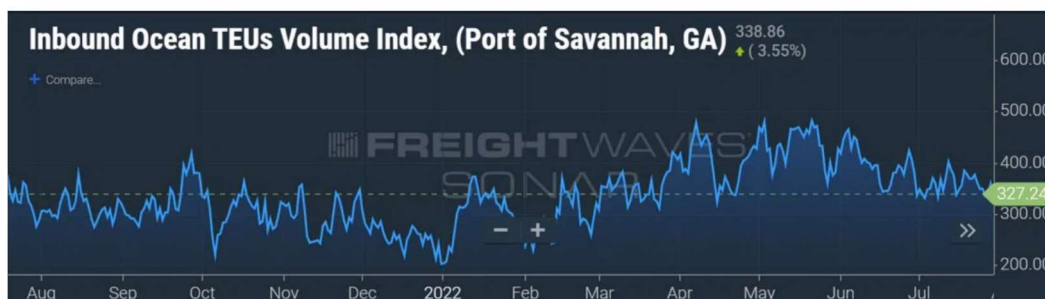 Inbound Ocean TEUs Volume Index, (Port of Savannah, GA) 338.86
(3.55%)
+ Compare...
600.00
500.00
FREIGHTWAVES
SONAR
400.00
327.24
300.00
200.00
Aug Sep Oct Nov Dec 2022 Feb Mar Apr May Jun Jul